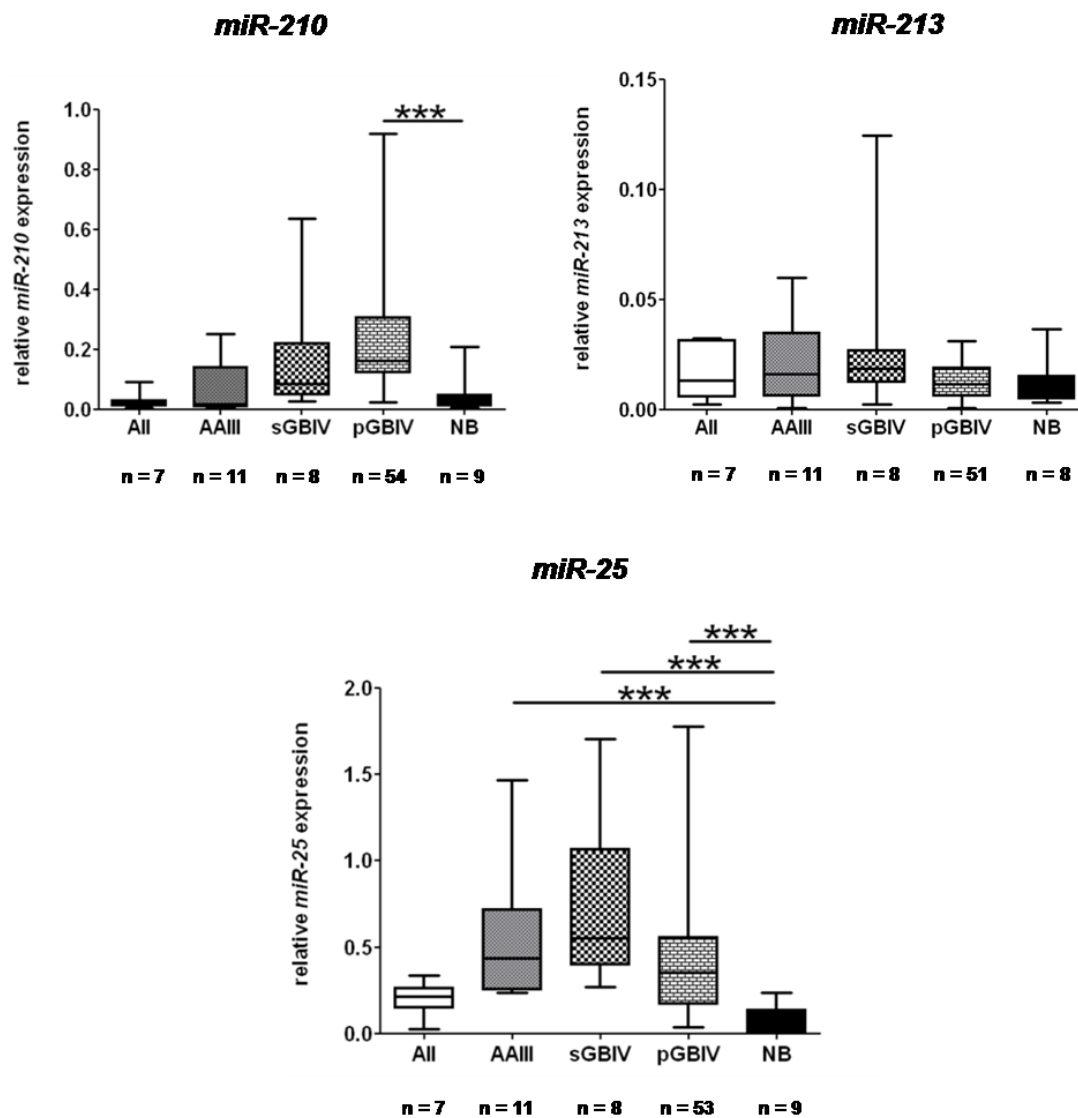 miR-210
relative miR-210 expression
1.0
0.8
0.6
0.4
0.2
0.0
***
AII AAIII sGBIV pGBIV NB
n = 7 n = 11 n = 8 n = 54 n = 9
miR-213
relative miR-213 expression
0.15
0.10
0.05
0.00
AII AAIII sGBIV pGBIV NB
n = 7 n = 11 n = 8 n = 51 n = 8
miR-25
relative miR-25 expression
***
***
***
2.0
1.5
1.0
0.5
0.0
AII AAIII sGBIV pGBIV NB
n = 7 n = 11 n = 8 n = 53 n = 9